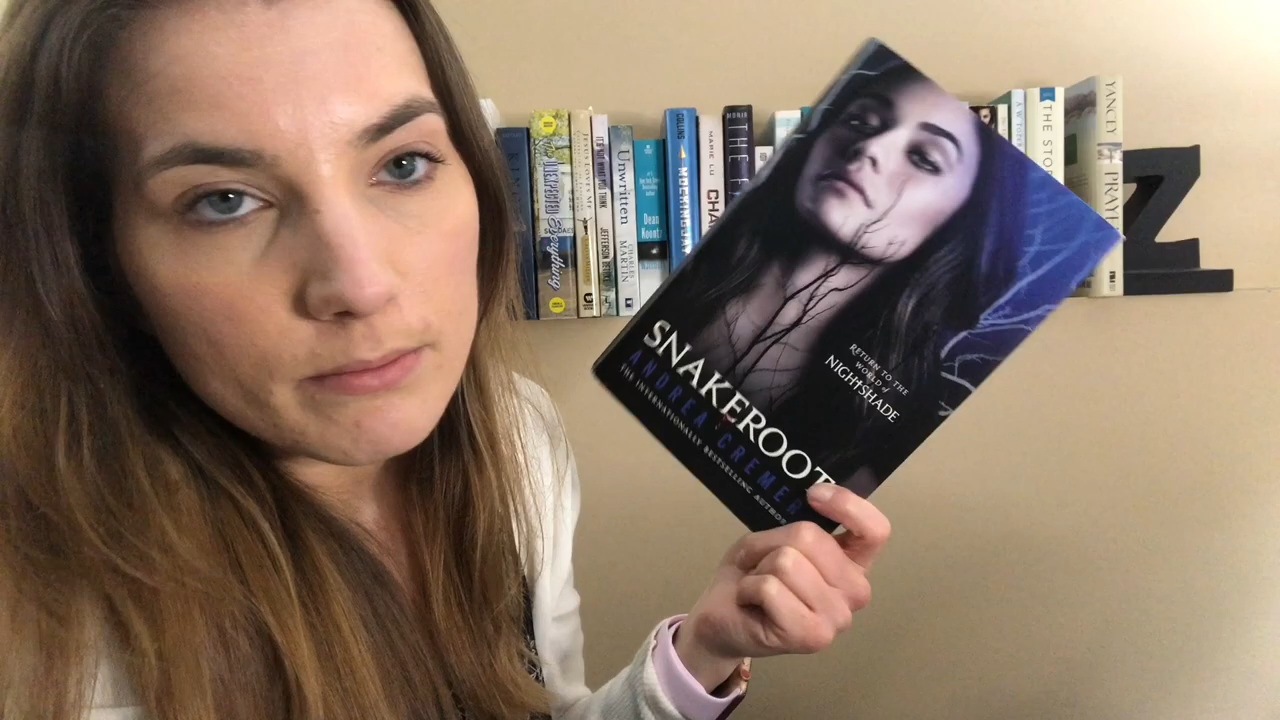 SNAKEROOT
ANDREA CREMER
THE INTERNATIONALLY BESTSELLING AUTHOR
RETURN TO THE
WORLD of
NIGHTSHADE
Unwritten
CHARLES
MARTIN
Dean
Koontz
COLLINS
MOCKINGJAY
MARIE LU
THE
THE STO
YANCEY
PRAY
Z